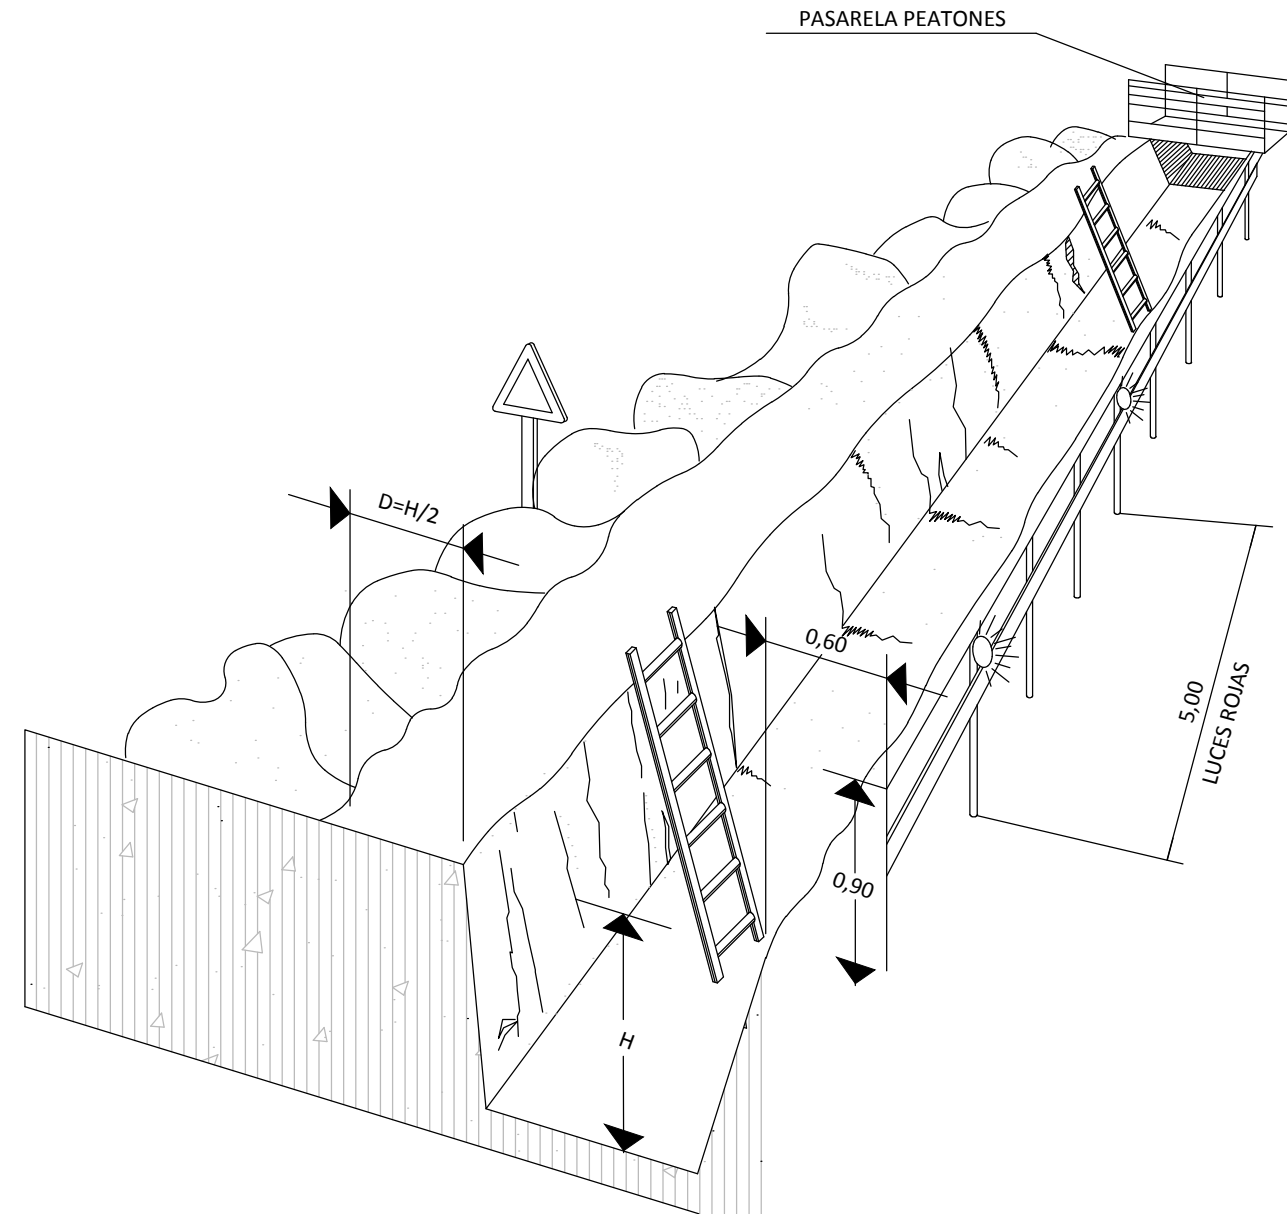 PASARELA PEATONES
D=H/2
0,60
5,00
LUCES ROJAS
0,90
H